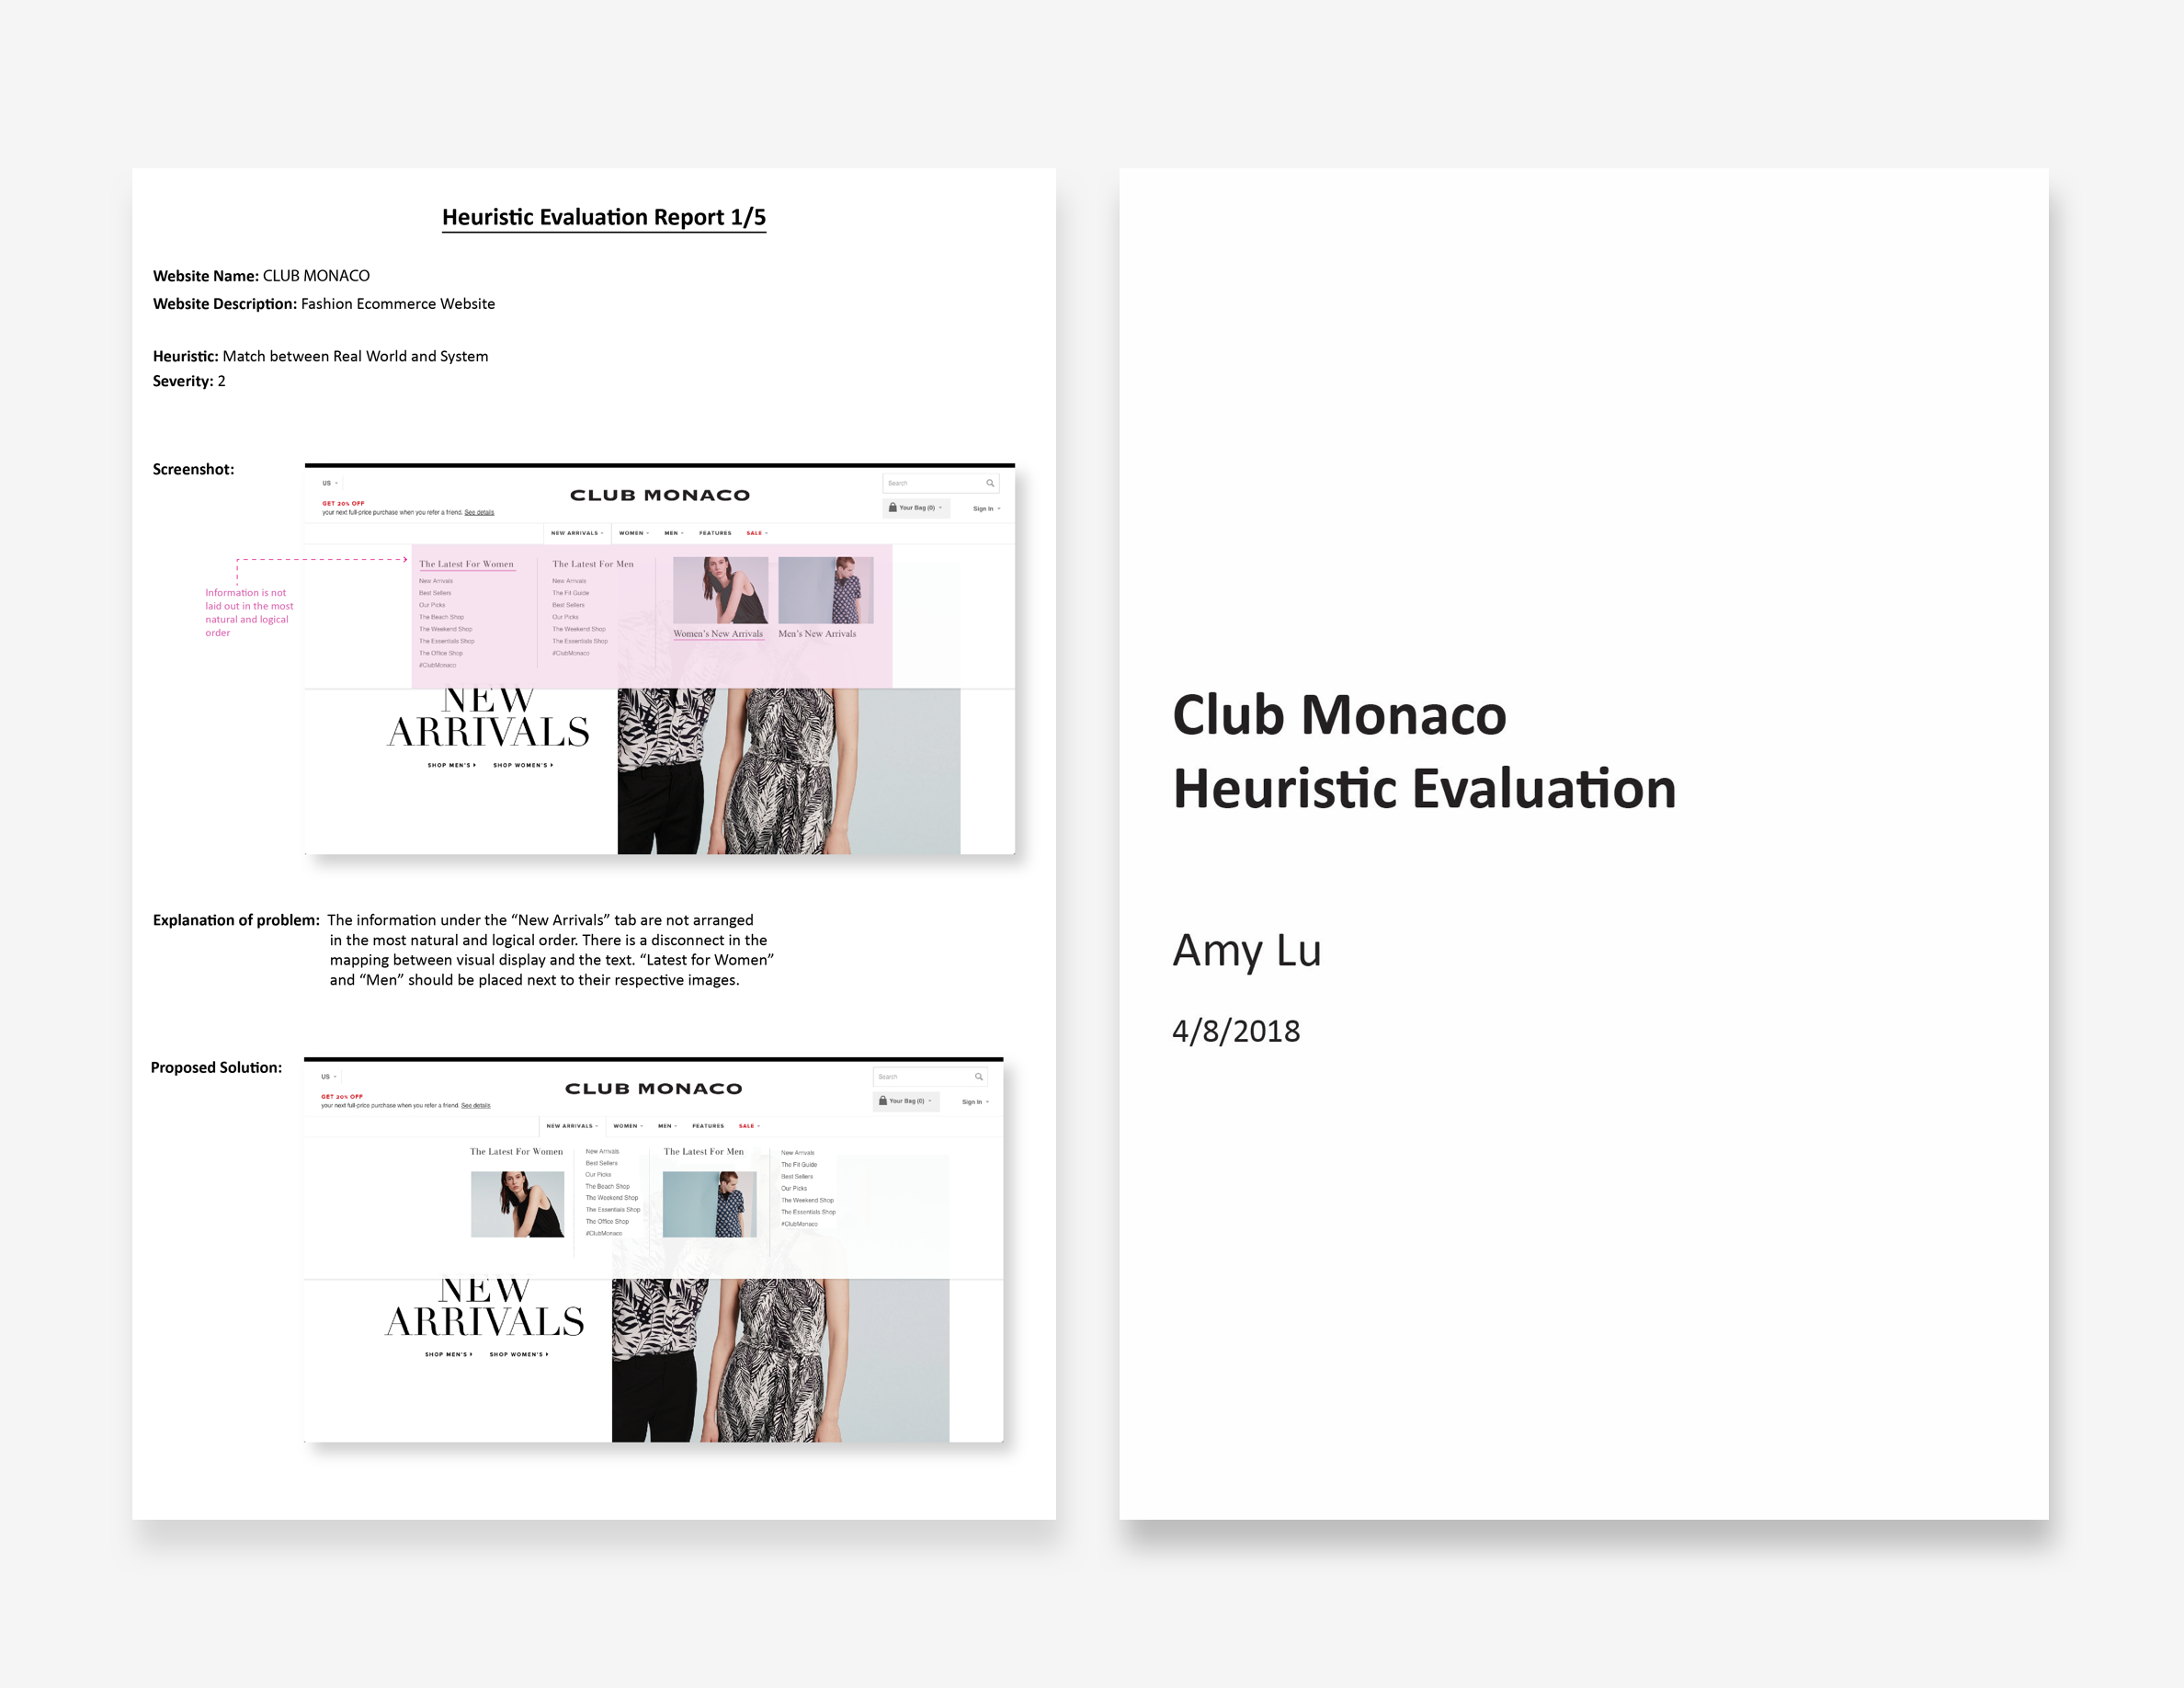 Heuristic Evaluation Report 1/5
Website Name: CLUB MONACO
Website Description: Fashion Ecommerce Website
Heuristic: Match between Real World and System
Severity: 2
Screenshot:
US
GET 20% OFF
your next full-price purchase when you refer a friend. See details
CLUB MONACO
Search
Your Bag (0)
Sign In
NEW ARRIVALS WOMEN MEN FEATURES SALE
Information is not
laid out in the most
natural and logical
order
The Latest For Women
New Arrivals
Best Sellers
Our Picks
The Beach Shop
The Weekend Shop
The Essentials Shop
The Office Shop
#ClubMonaco
The Latest For Men
New Arrivals
The Fit Guide
Best Sellers
Our Picks
The Weekend Shop
The Essentials Shop
#ClubMonaco
Women's New Arrivals
Men's New Arrivals
NEW
ARRIVALS
SHOP MEN'S SHOP WOMEN'S
Explanation of problem: The information under the “New Arrivals” tab are not arranged
in the most natural and logical order. There is a disconnect in the
mapping between visual display and the text. “Latest for Women”
and “Men” should be placed next to their respective images.
Proposed Solution:
US
GET 20% OFF
your next full-price purchase when you refer a friend. See details
CLUB MONACO
Search
Your Bag (0)
Sign In
NEW ARRIVALS WOMEN MEN FEATURES SALE
The Latest For Women
New Arrivals
Best Sellers
Our Picks
The Beach Shop
The Weekend Shop
The Essentials Shop
The Office Shop
#ClubMonaco
The Latest For Men
New Arrivals
The Fit Guide
Best Sellers
Our Picks
The Weekend Shop
The Essentials Shop
#ClubMonaco
NEW
ARRIVALS
SHOP MEN'S SHOP WOMEN'S
Club Monaco
Heuristic Evaluation
Amy Lu
4/8/2018